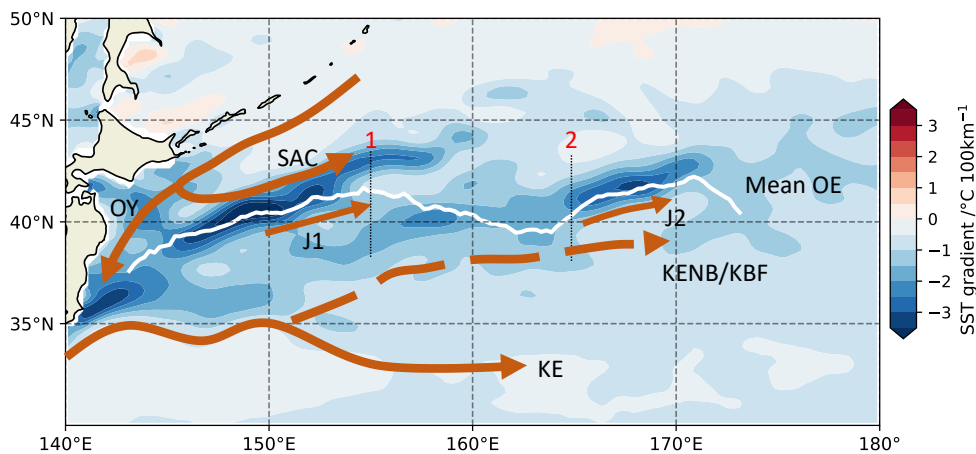 50°N
45°N
40°N
35°N
140°E
150°E
160°E
170°E
180°
1
2
SAC
OY
J1
J2
Mean OE
KENB/KBF
KE
3
2
1
0
−1
−2
−3
SST gradient /°C 100km⁻¹